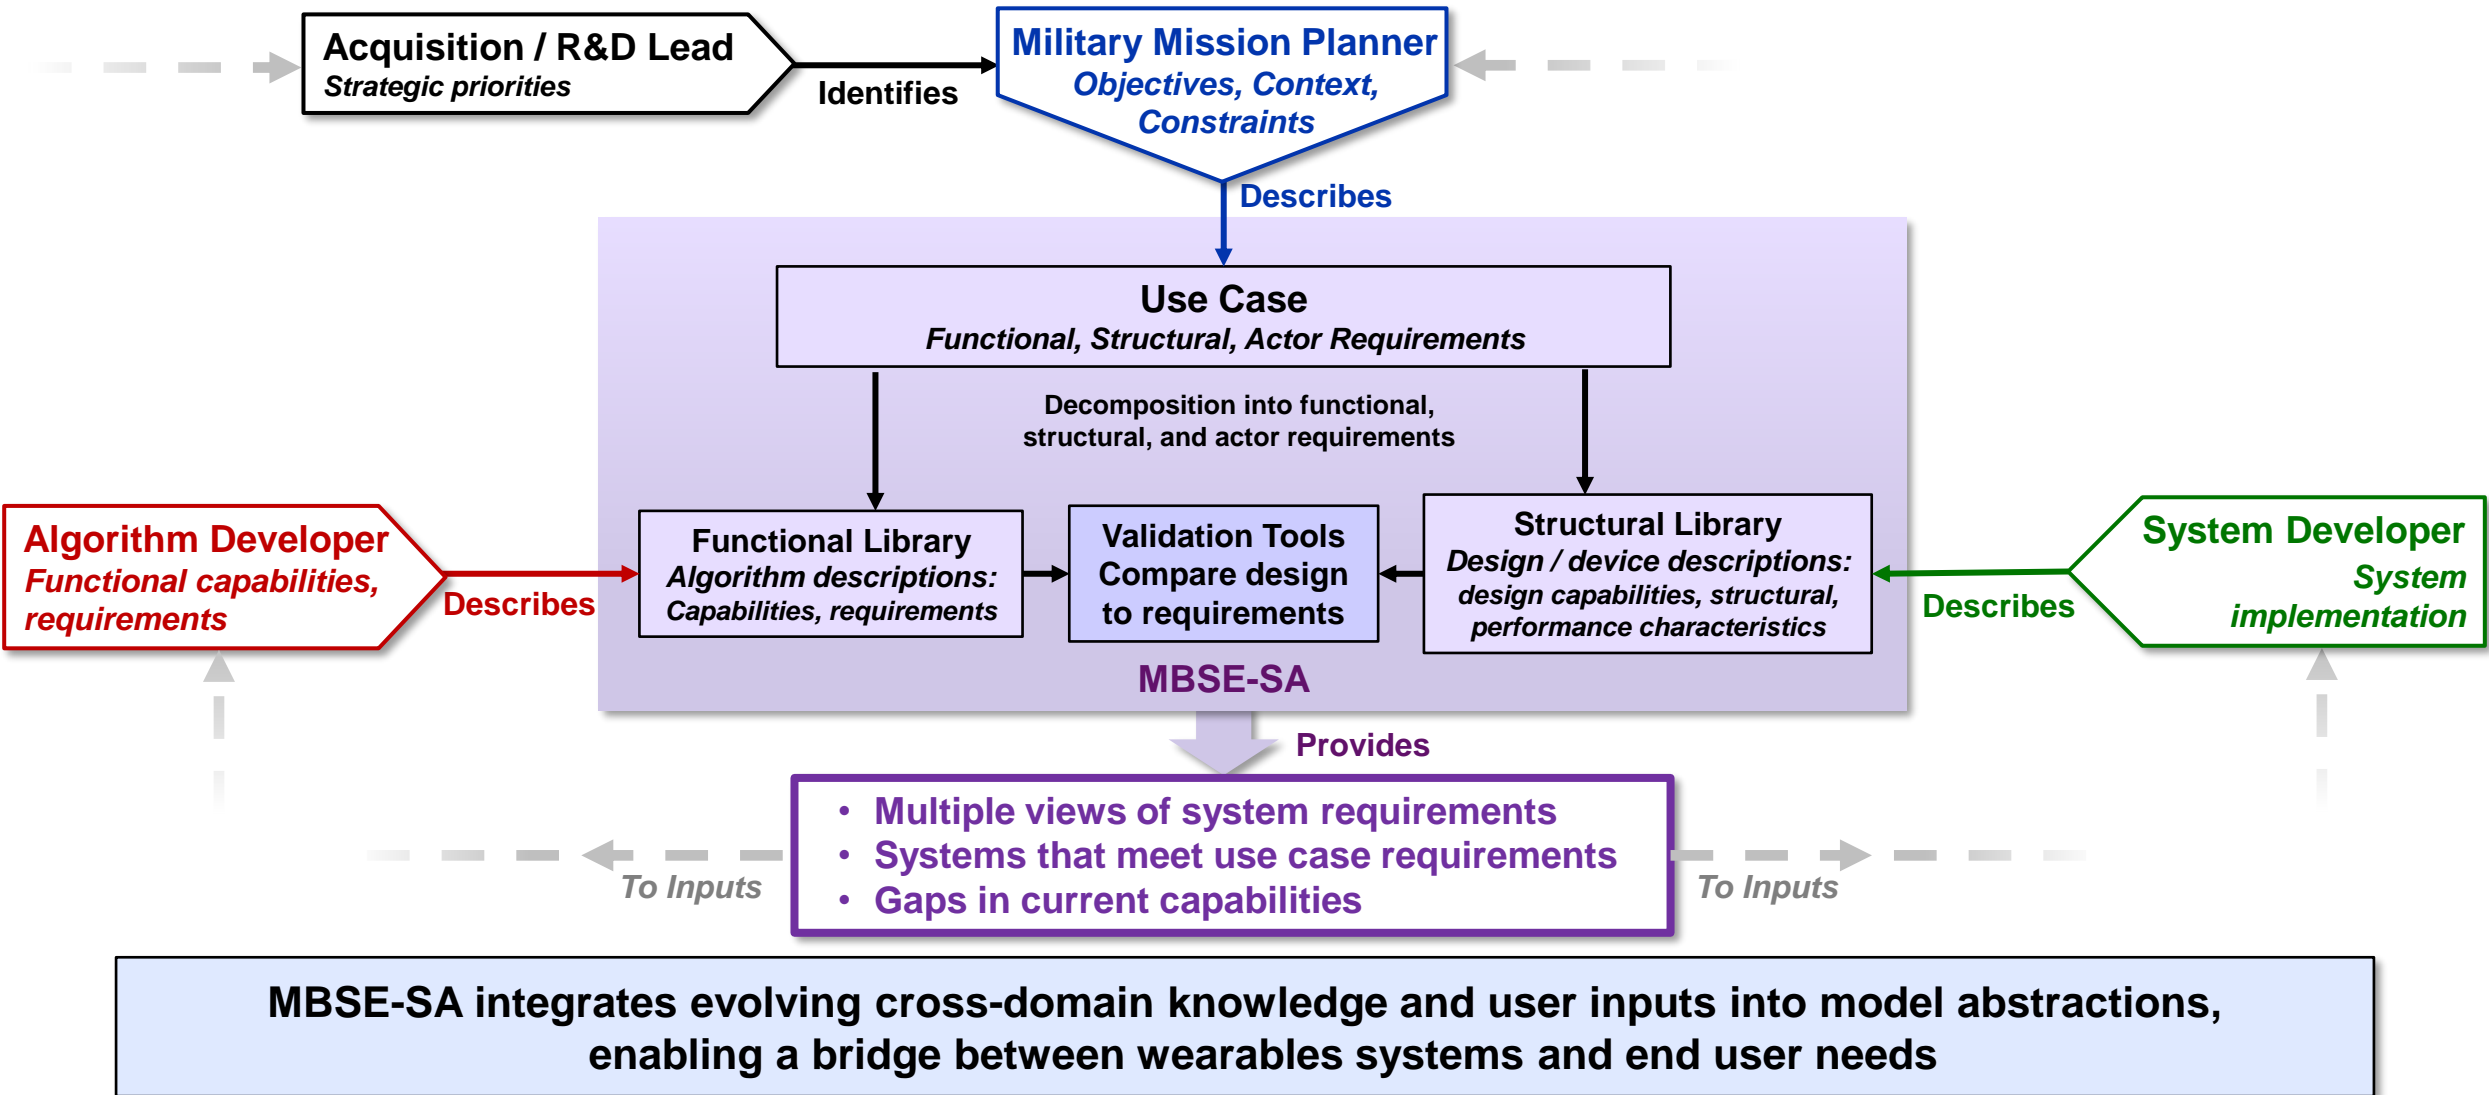 Acquisition / R&D Lead
Strategic priorities
Identifies
Military Mission Planner
Objectives, Context,
Constraints
Describes
Use Case
Functional, Structural, Actor Requirements
Decomposition into functional,
structural, and actor requirements
Algorithm Developer
Functional capabilities,
requirements
Describes
Functional Library
Algorithm descriptions:
Capabilities, requirements
Validation Tools
Compare design
to requirements
Structural Library
Design / device descriptions:
design capabilities, structural,
performance characteristics
Describes
System Developer
System
implementation
MBSE-SA
Provides
• Multiple views of system requirements
• Systems that meet use case requirements
• Gaps in current capabilities
To Inputs
To Inputs
MBSE-SA integrates evolving cross-domain knowledge and user inputs into model abstractions,
enabling a bridge between wearables systems and end user needs